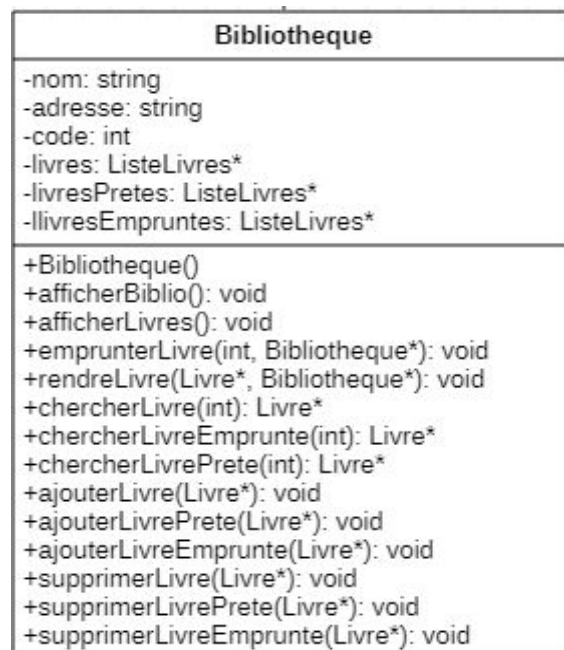 Bibliotheque
-nom: string
-adresse: string
-code: int
-livres: ListeLivres*
-livresPretes: ListeLivres*
-llivresEmpruntes: ListeLivres*
+Bibliotheque()
+afficherBiblio(): void
+afficherLivres(): void
+emprunterLivre(int, Bibliotheque*): void
+rendreLivre(Livre*, Bibliotheque*): void
+chercherLivre(int): Livre*
+chercherLivreEmprunte(int): Livre*
+chercherLivrePrete(int): Livre*
+ajouterLivre(Livre*): void
+ajouterLivrePrete(Livre*): void
+ajouterLivreEmprunte(Livre*): void
+supprimerLivre(Livre*): void
+supprimerLivrePrete(Livre*): void
+supprimerLivreEmprunte(Livre*): void